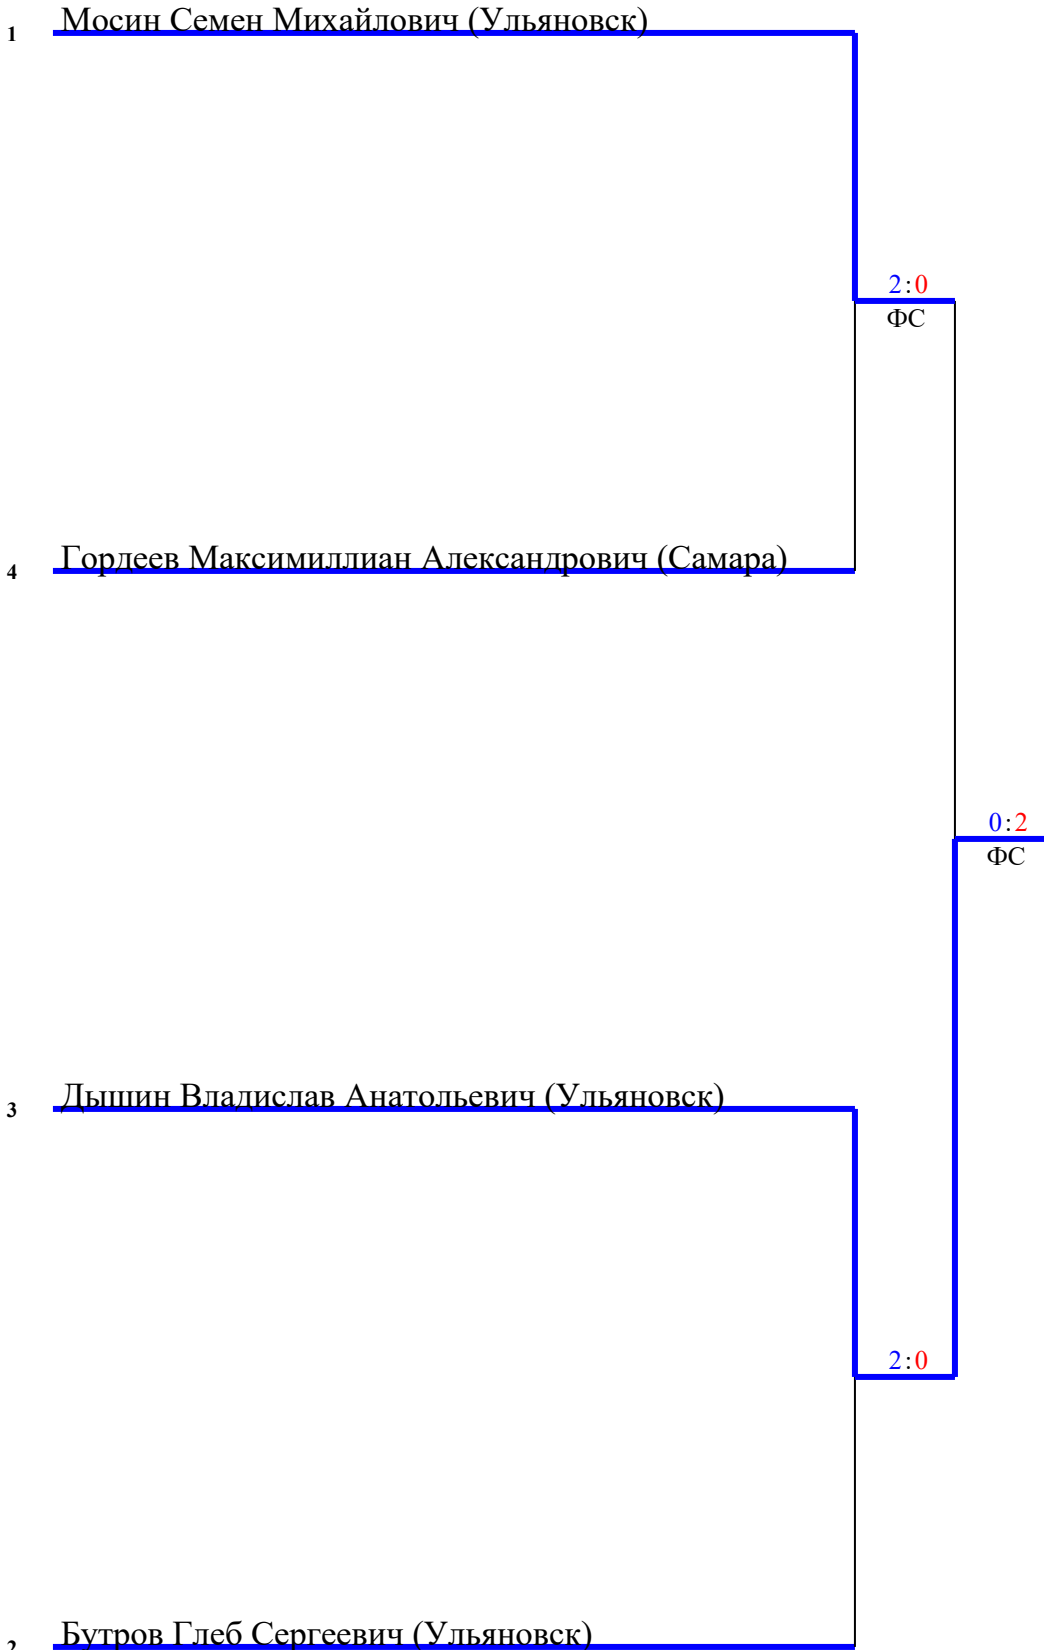 1 Мосин Семен Михайлович (Ульяновск)
2:0
ФС
4 Гордеев Максимиллиан Александрович (Самара)
0:2
ФС
3 Дышин Владислав Анатольевич (Ульяновск)
2:0
2 Бутров Глеб Сергеевич (Ульяновск)